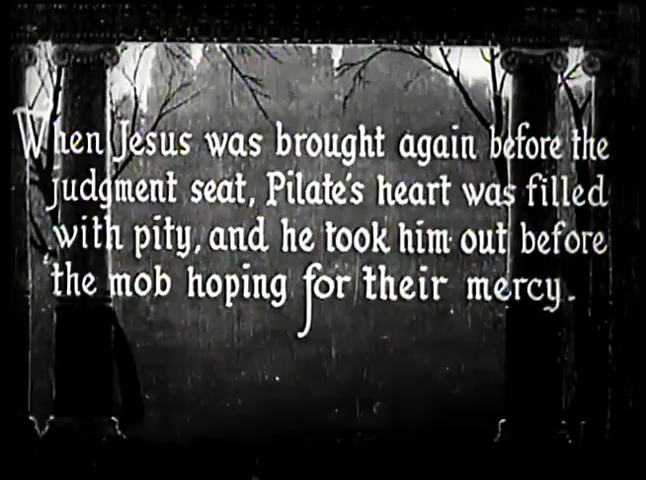 When Jesus was brought again before the
judgment seat, Pilate's heart was filled
with pity, and he took him out before
the mob hoping for their mercy.